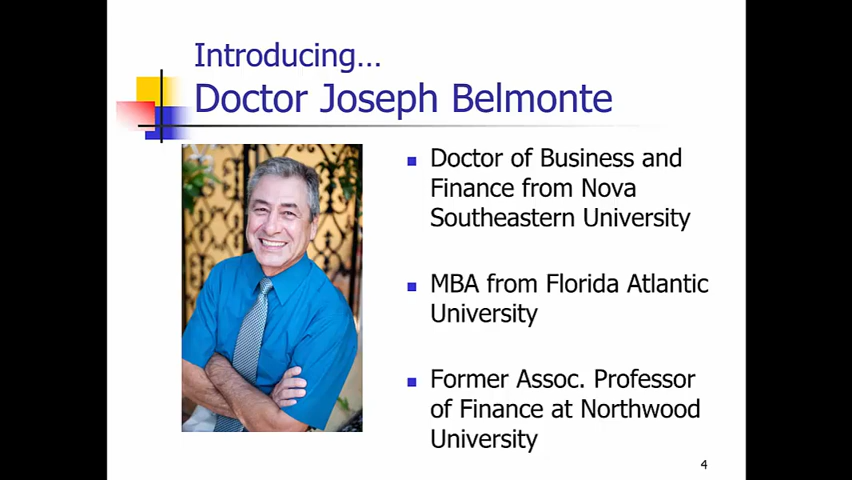 Introducing...
Doctor Joseph Belmonte
Doctor of Business and
Finance from Nova
Southeastern University
MBA from Florida Atlantic
University
Former Assoc. Professor
of Finance at Northwood
University
4